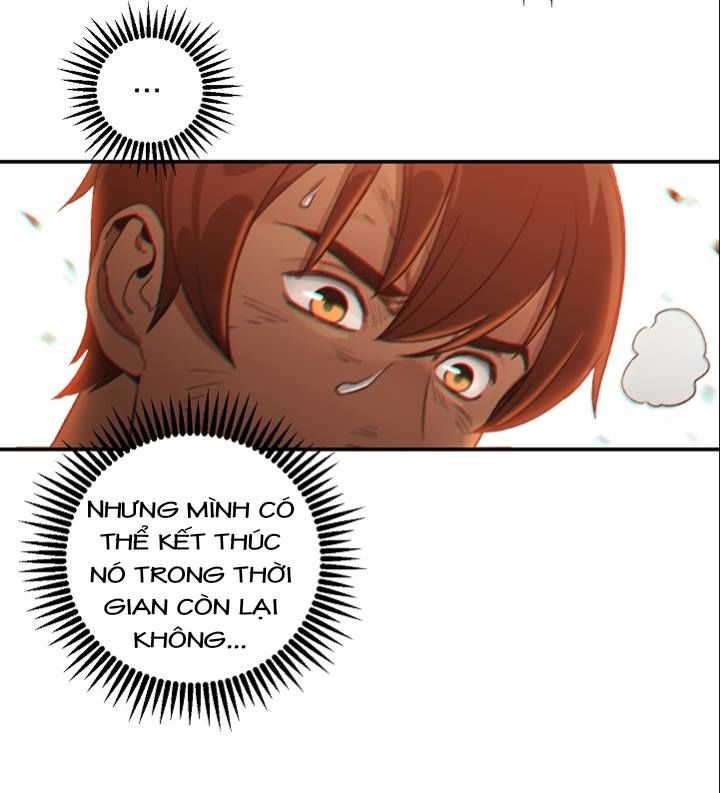 ...
NHƯNG MÌNH CÓ
THỂ KẾT THÚC
NÓ TRONG THỜI
GIAN CÒN LẠI
KHÔNG...